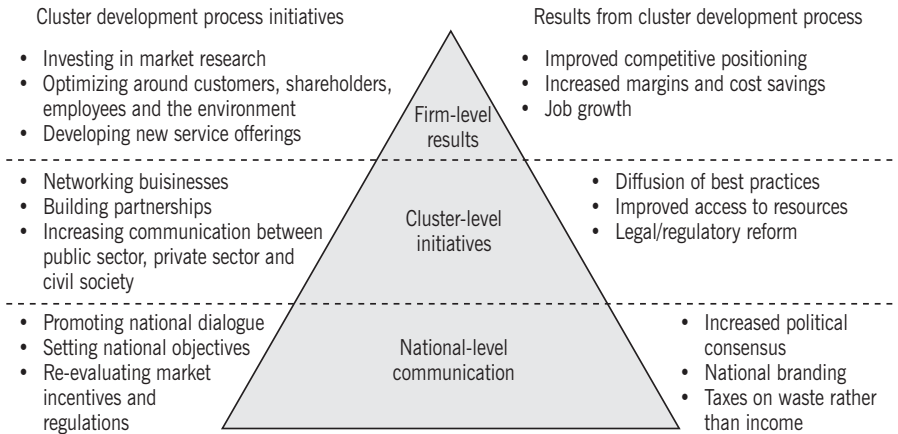 Cluster development process initiatives
Results from cluster development process
• Investing in market research
• Optimizing around customers, shareholders,
employees and the environment
• Developing new service offerings
Firm-level
results
• Improved competitive positioning
• Increased margins and cost savings
• Job growth
• Networking buisinesses
• Building partnerships
• Increasing communication between
public sector, private sector and
civil society
Cluster-level
initiatives
• Diffusion of best practices
• Improved access to resources
• Legal/regulatory reform
• Promoting national dialogue
• Setting national objectives
• Re-evaluating market
incentives and
regulations
National-level
communication
• Increased political
consensus
• National branding
• Taxes on waste rather
than income